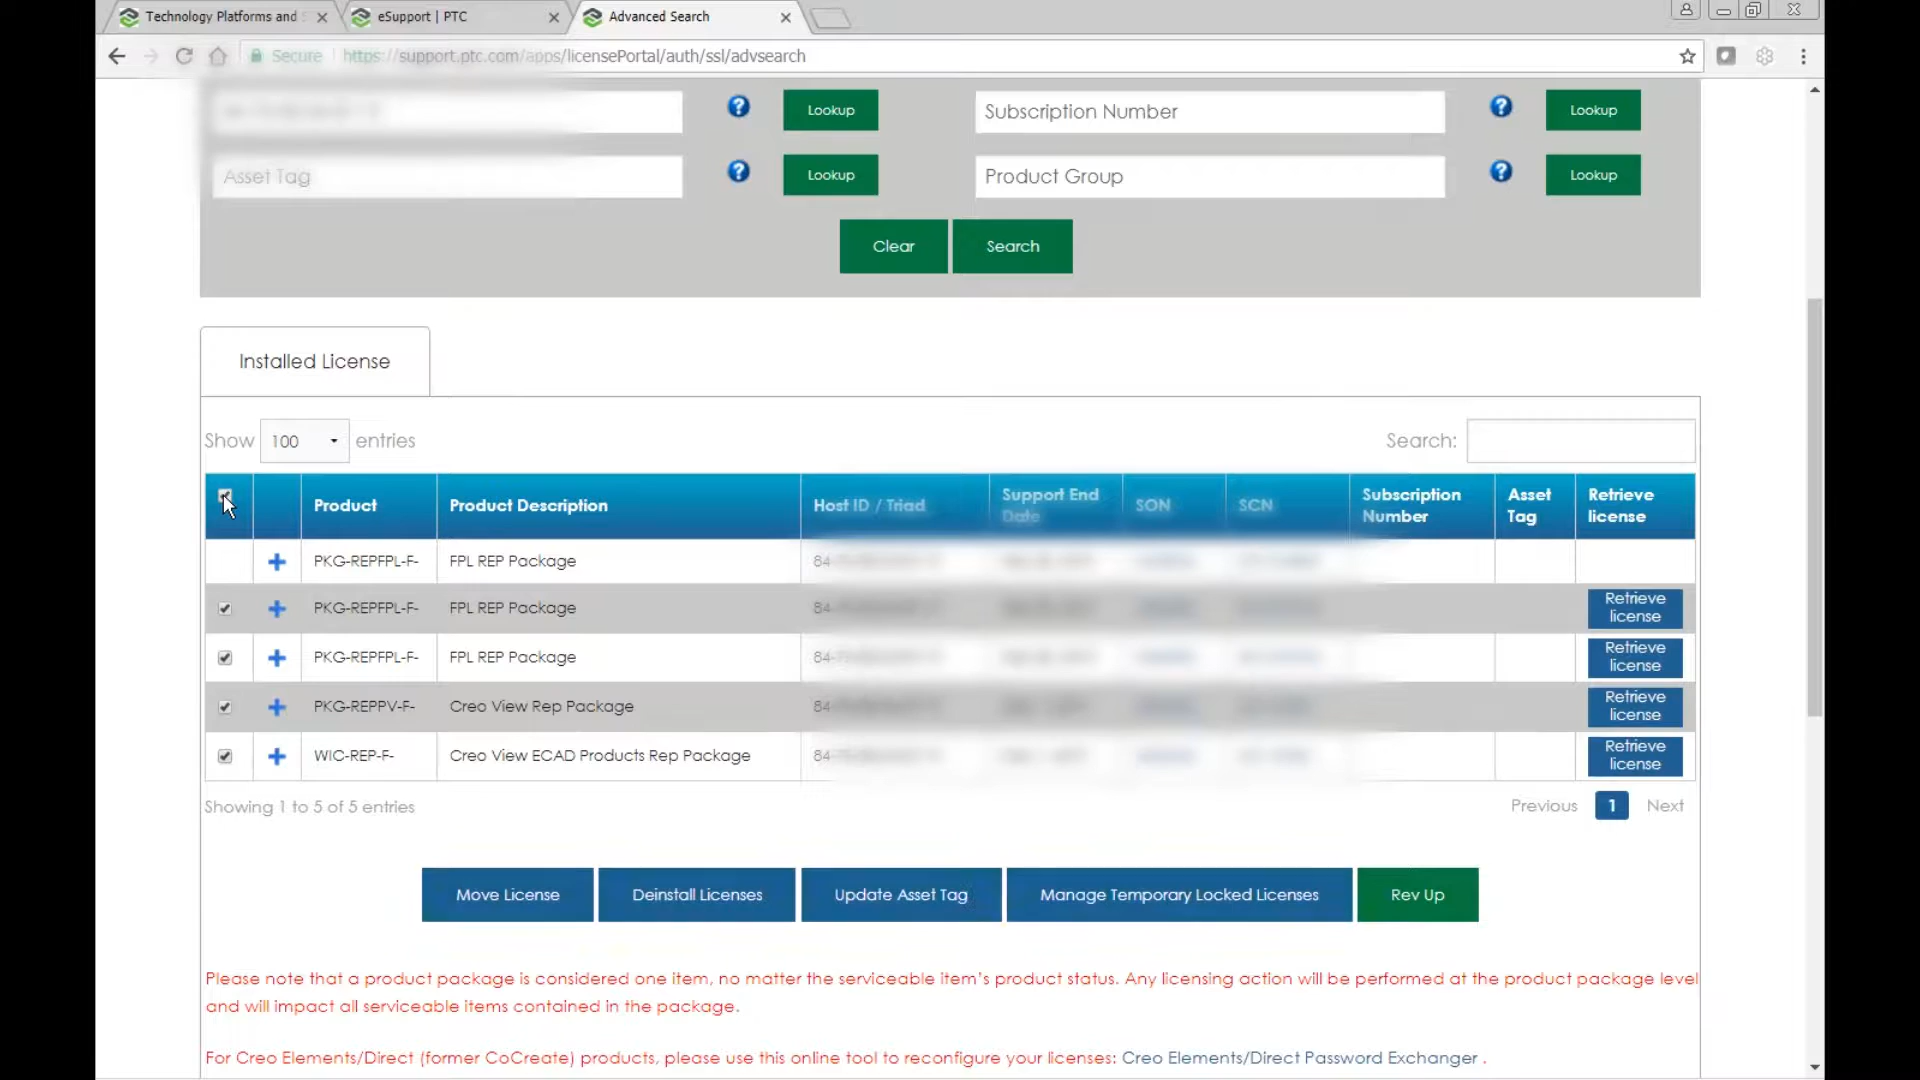 Technology Platforms and
eSupport | PTC
Advanced Search
Secure https://support.ptc.com/apps/licensePortal/auth/ssl/advsearch
Lookup Subscription Number Lookup
Asset Tag Lookup Product Group Lookup
Clear Search
Installed License
Show 100 entries Search:
Product Product Description Host ID / Triad Support End Date SON SCN Subscription Number Asset Tag Retrieve license
PKG-REPFPL-F- FPL REP Package 84-
PKG-REPFPL-F- FPL REP Package 84- Retrieve license
PKG-REPFPL-F- FPL REP Package 84- Retrieve license
PKG-REPPV-F- Creo View Rep Package 84- Retrieve license
WIC-REP-F- Creo View ECAD Products Rep Package 84- Retrieve license
Showing 1 to 5 of 5 entries Previous 1 Next
Move License Deinstall Licenses Update Asset Tag Manage Temporary Locked Licenses Rev Up
Please note that a product package is considered one item, no matter the serviceable item's product status. Any licensing action will be performed at the product package level
and will impact all serviceable items contained in the package.
For Creo Elements/Direct (former CoCreate) products, please use this online tool to reconfigure your licenses: Creo Elements/Direct Password Exchanger .